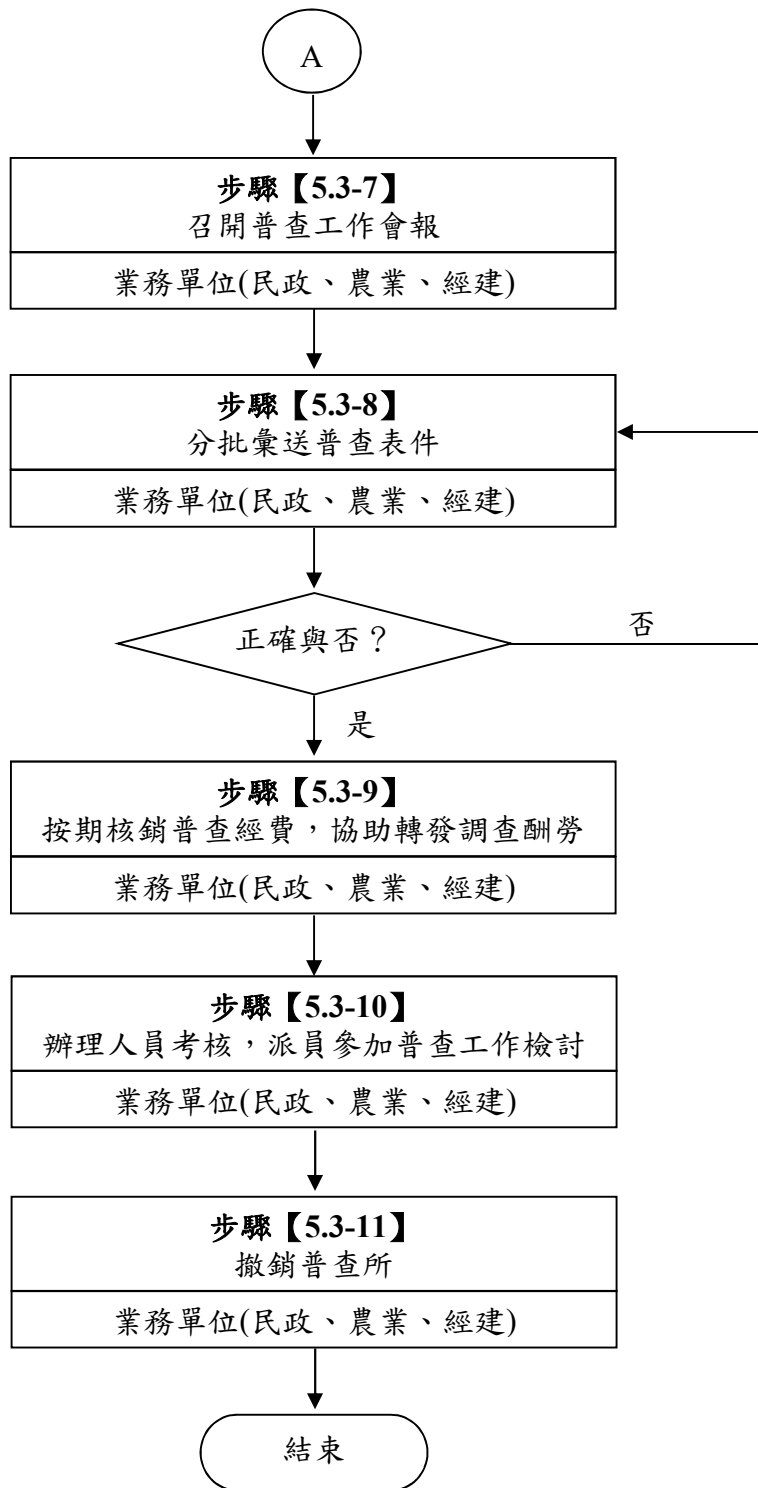 A
步驟【5.3-7】
召開普查工作會報
業務單位(民政、農業、經建)
步驟【5.3-8】
分批彙送普查表件
業務單位(民政、農業、經建)
正確與否？
否
是
步驟【5.3-9】
按期核銷普查經費，協助轉發調查酬勞
業務單位(民政、農業、經建)
步驟【5.3-10】
辦理人員考核，派員參加普查工作檢討
業務單位(民政、農業、經建)
步驟【5.3-11】
撤銷普查所
業務單位(民政、農業、經建)
結束